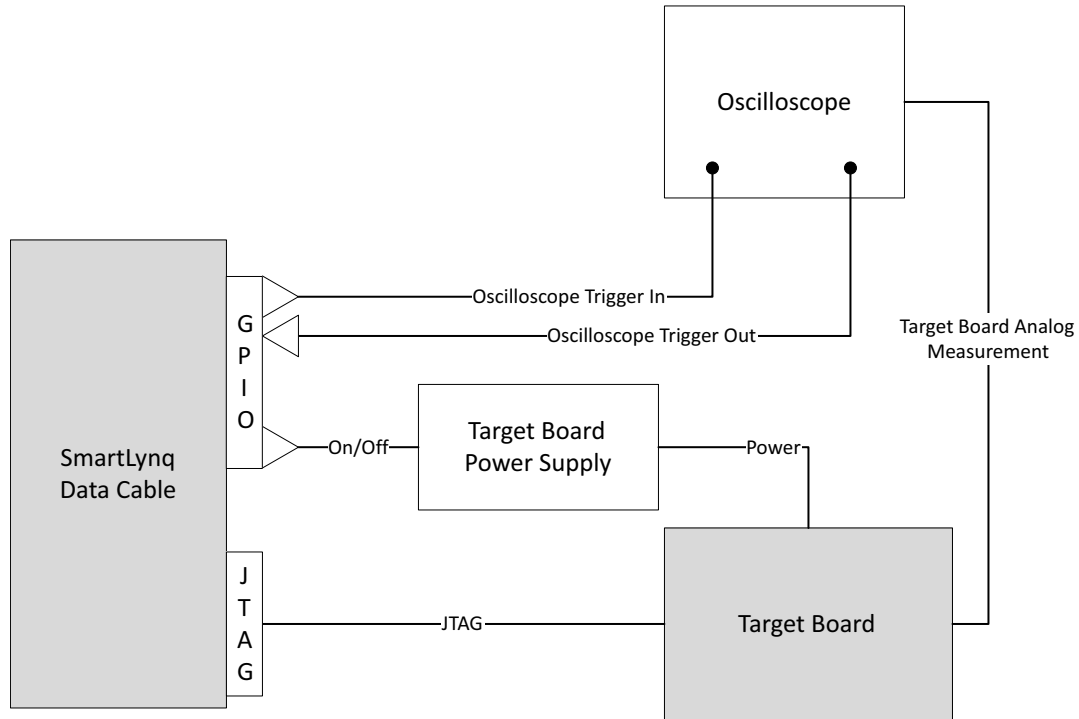 Oscilloscope
Oscilloscope Trigger In
Oscilloscope Trigger Out
Target Board Analog
Measurement
G
P
I
O
On/Off
Target Board
Power Supply
Power
SmartLynq
Data Cable
J
T
A
G
JTAG
Target Board